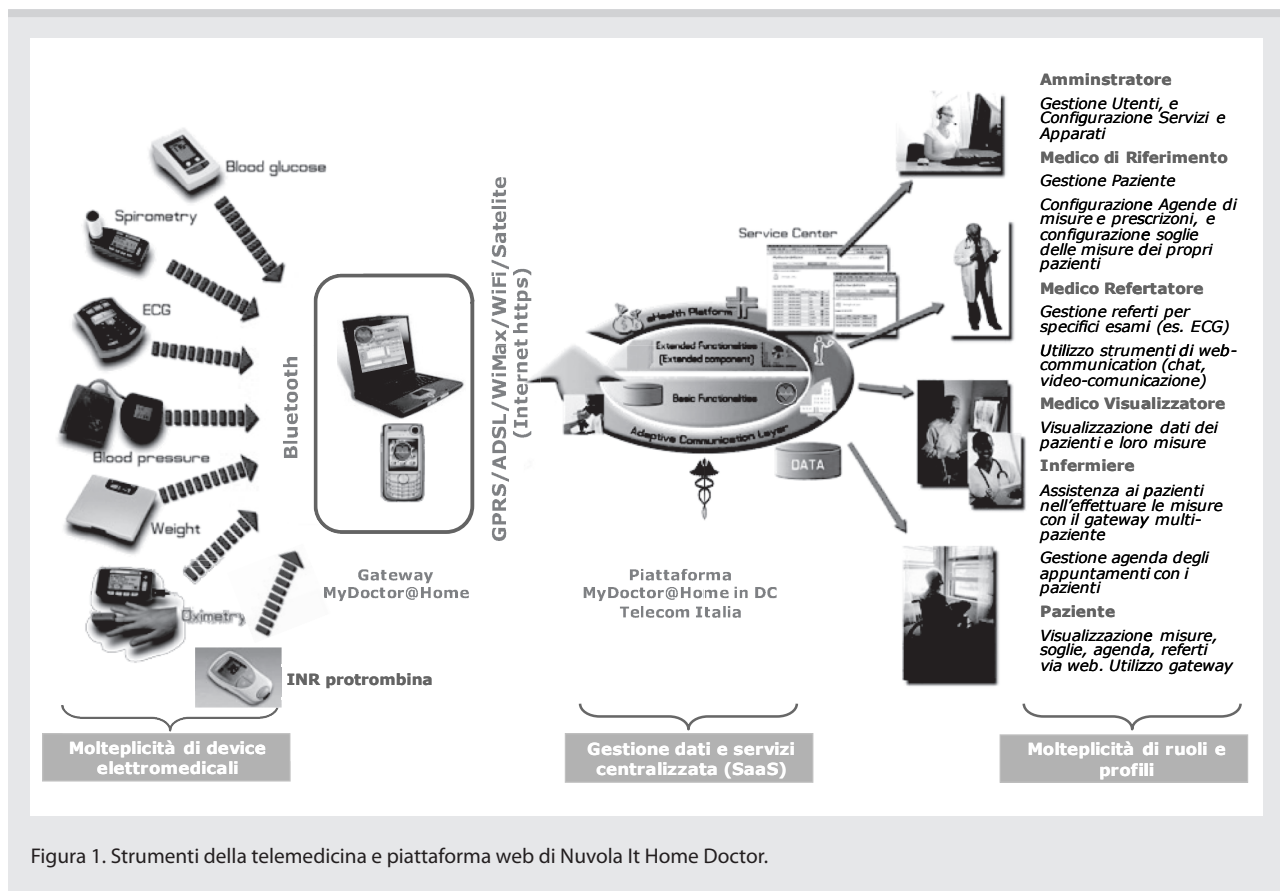 Blood glucose
Spirometry
ECG
Blood pressure
Weight
Oximetry
INR protrombina
Molteplicità di device
elettromedicali
Bluetooth
Gateway
MyDoctor@Home
GPRS/ADSL/WiMax/WiFi/Satelite
(Internet https)
Service Center
eHealth Platform
Extended Functionalities
(Extended component)
Basic Functionalities
Adaptive Communication Layer
DATA
Piattaforma
MyDoctor@Home in DC
Telecom Italia
Gestione dati e servizi
centralizzata (SaaS)
Amminstratore
Gestione Utenti, e
Configurazione Servizi e
Apparati
Medico di Riferimento
Gestione Paziente
Configurazione Agende di
misure e prescrizoni, e
configurazione soglie
delle misure dei propri
pazienti
Medico Refertatore
Gestione referti per
specifici esami (es. ECG)
Utilizzo strumenti di web-
communication (chat,
video-comunicazione)
Medico Visualizzatore
Visualizzazione dati dei
pazienti e loro misure
Infermiere
Assistenza ai pazienti
nell’effettuare le misure
con il gateway multi-
paziente
Gestione agenda degli
appuntamenti con i
pazienti
Paziente
Visualizzazione misure,
soglie, agenda, referti
via web. Utilizzo gateway
Molteplicità di ruoli e
profili
Figura 1. Strumenti della telemedicina e piattaforma web di Nuvola It Home Doctor.